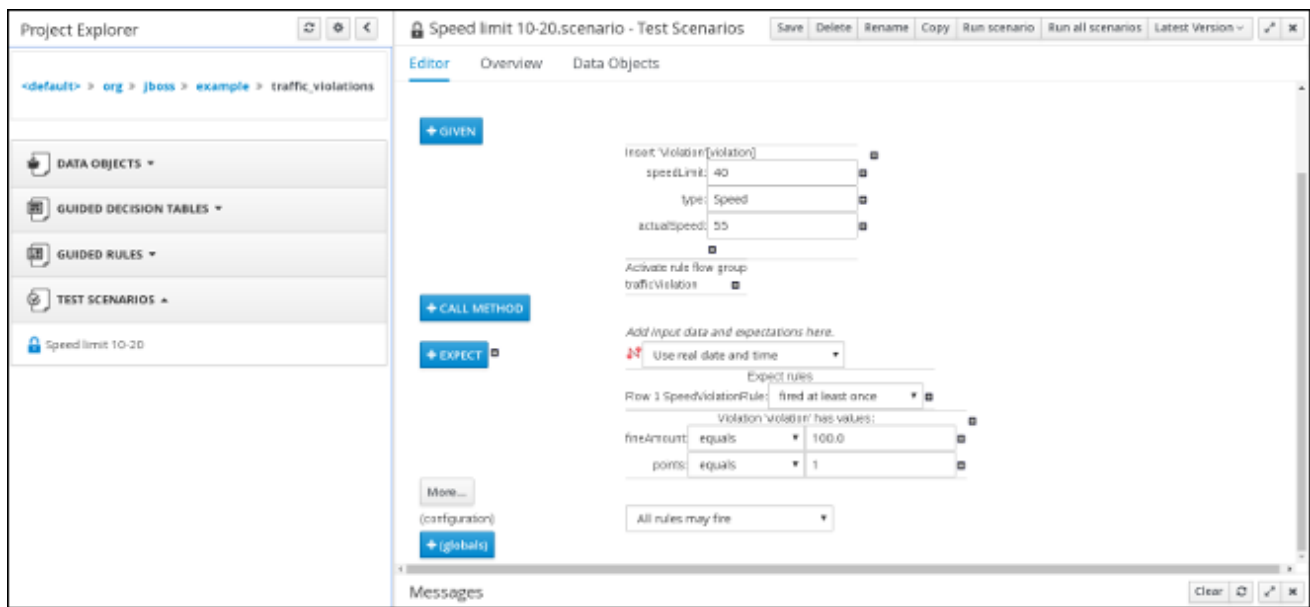 Project Explorer
<default> » org » jboss » example » traffic_violations
DATA OBJECTS
GUIDED DECISION TABLES
GUIDED RULES
TEST SCENARIOS
Speed limit 10-20
Speed limit 10-20.scenario - Test Scenarios
Save Delete Rename Copy Run scenario Run all scenarios Latest Version
Editor Overview Data Objects
+ GIVEN
Insert 'Violation'[violation]
speedLimit: 40
type: Speed
actualSpeed: 55
Activate rule flow group
trafficViolation
+ CALL METHOD
Add input data and expectations here.
+ EXPECT
Use real date and time
Expect rules
Row 1 SpeedViolationRule: fired at least once
Violation 'violation' has values:
fineAmount: equals 100.0
points: equals 1
More...
(configuration) All rules may fire
+ (globals)
Messages
Clear